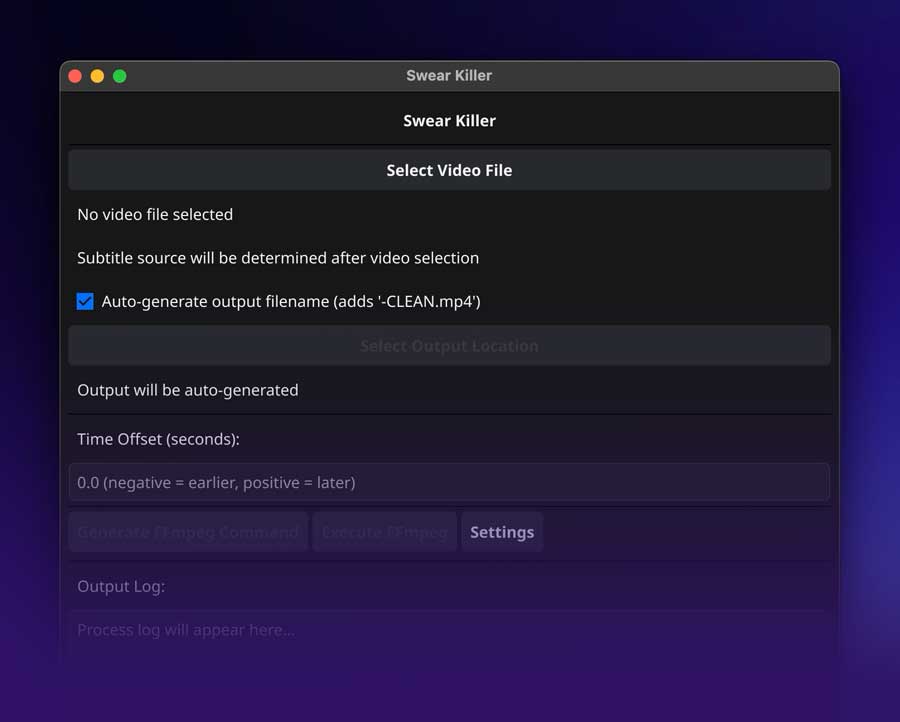 Swear Killer
Swear Killer
Select Video File
No video file selected
Subtitle source will be determined after video selection
Auto-generate output filename (adds '-CLEAN.mp4')
Select Output Location
Output will be auto-generated
Time Offset (seconds):
0.0 (negative = earlier, positive = later)
Generate FFmpeg Command Execute FFmpeg Settings
Output Log:
Process log will appear here...